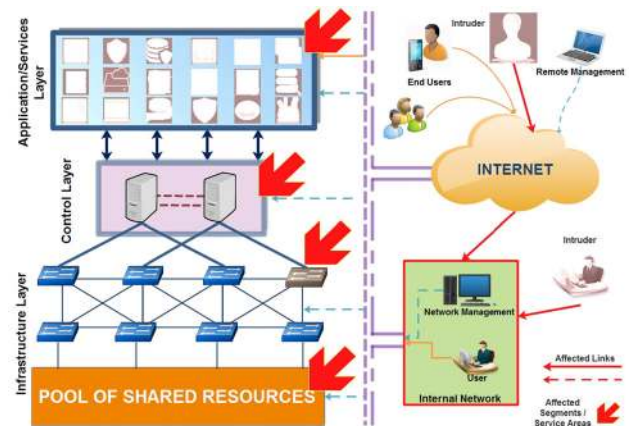 Application/Services
Layer
Control Layer
Infrastructure Layer
POOL OF SHARED RESOURCES
Intruder
End Users
Remote Management
INTERNET
Intruder
Network Management
User
Internal Network
Affected Links
Affected
Segments /
Service Areas